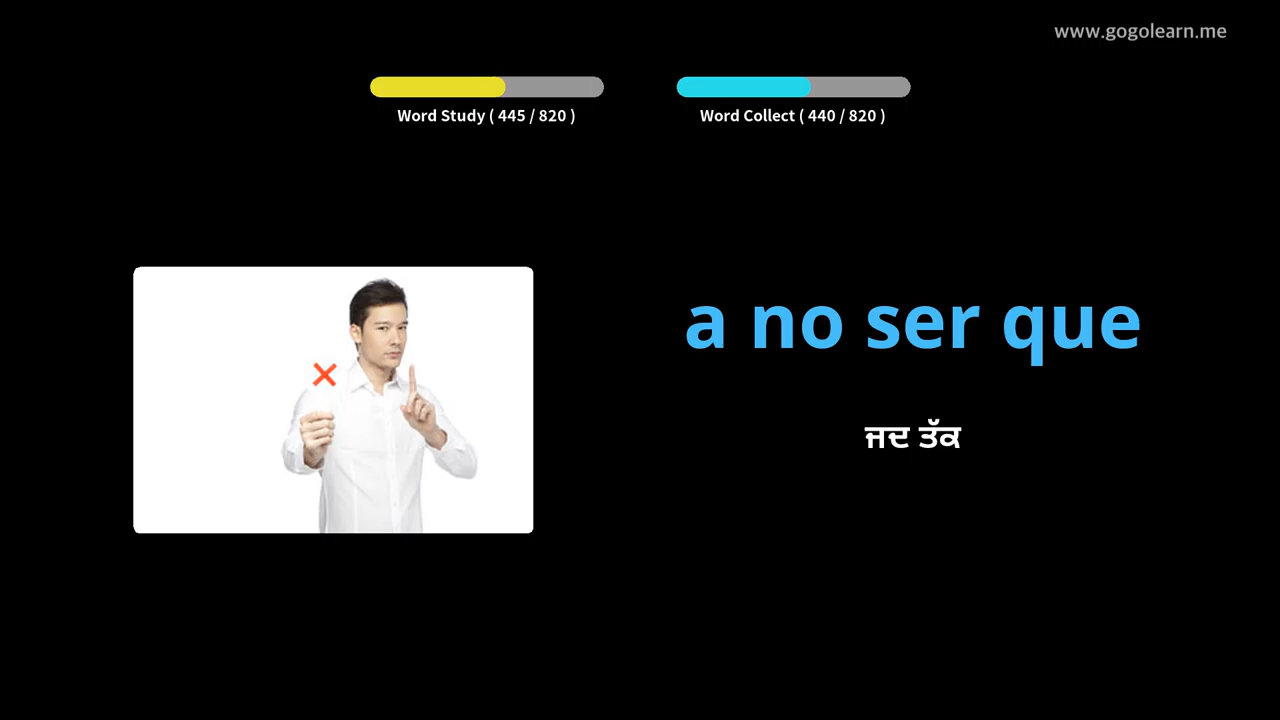 www.gogolearn.me
Word Study ( 445 / 820 )
Word Collect ( 440 / 820 )
a no ser que
ਜਦ ਤੱਕ